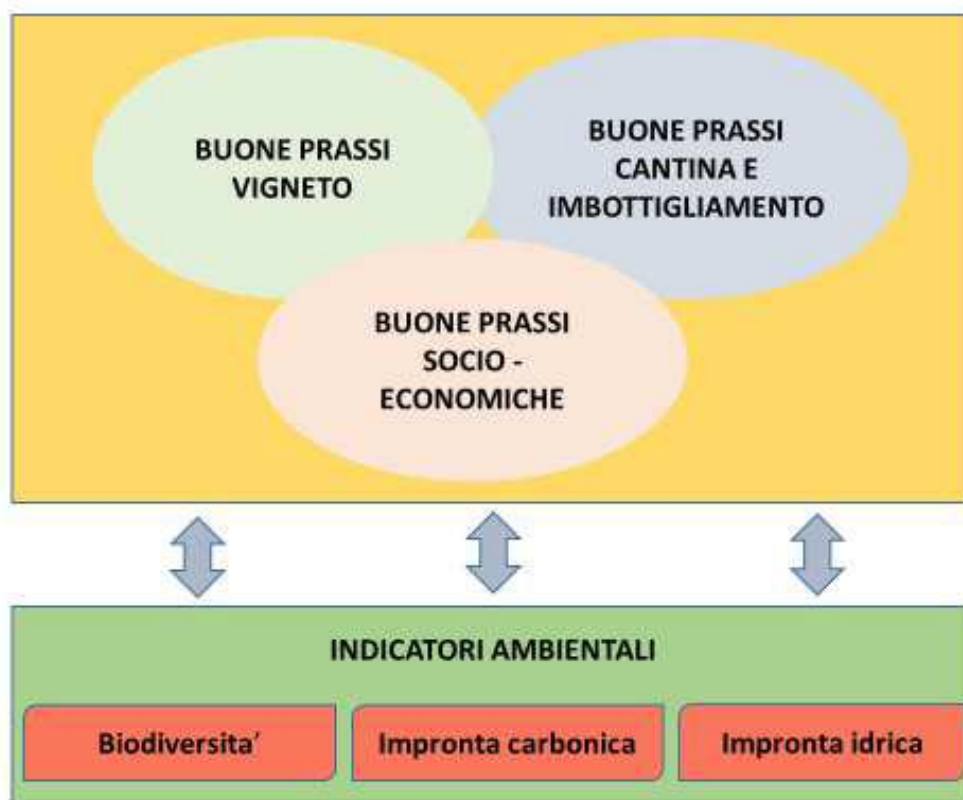 BUONE PRASSI
VIGNETO
BUONE PRASSI
CANTINA E
IMBOTTIGLIAMENTO
BUONE PRASSI
SOCIO -
ECONOMICHE
INDICATORI AMBIENTALI
Biodiversita’
Impronta carbonica
Impronta idrica